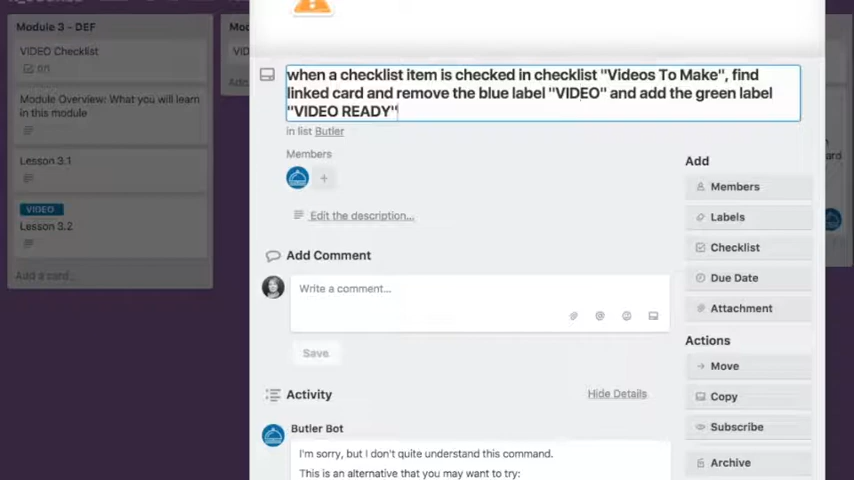 Module 3 - DEF
VIDEO Checklist
0/1
Module Overview: What you will learn
in this module
Lesson 3.1
VIDEO
Lesson 3.2
Add a card...
when a checklist item is checked in checklist "Videos To Make", find
linked card and remove the blue label "VIDEO" and add the green label
"VIDEO READY"
in list Butler
Members
+
Edit the description...
Add Comment
Write a comment...
Save
Activity
Hide Details
Butler Bot
I'm sorry, but I don't quite understand this command.
This is an alternative that you may want to try:
Add
Members
Labels
Checklist
Due Date
Attachment
Actions
Move
Copy
Subscribe
Archive